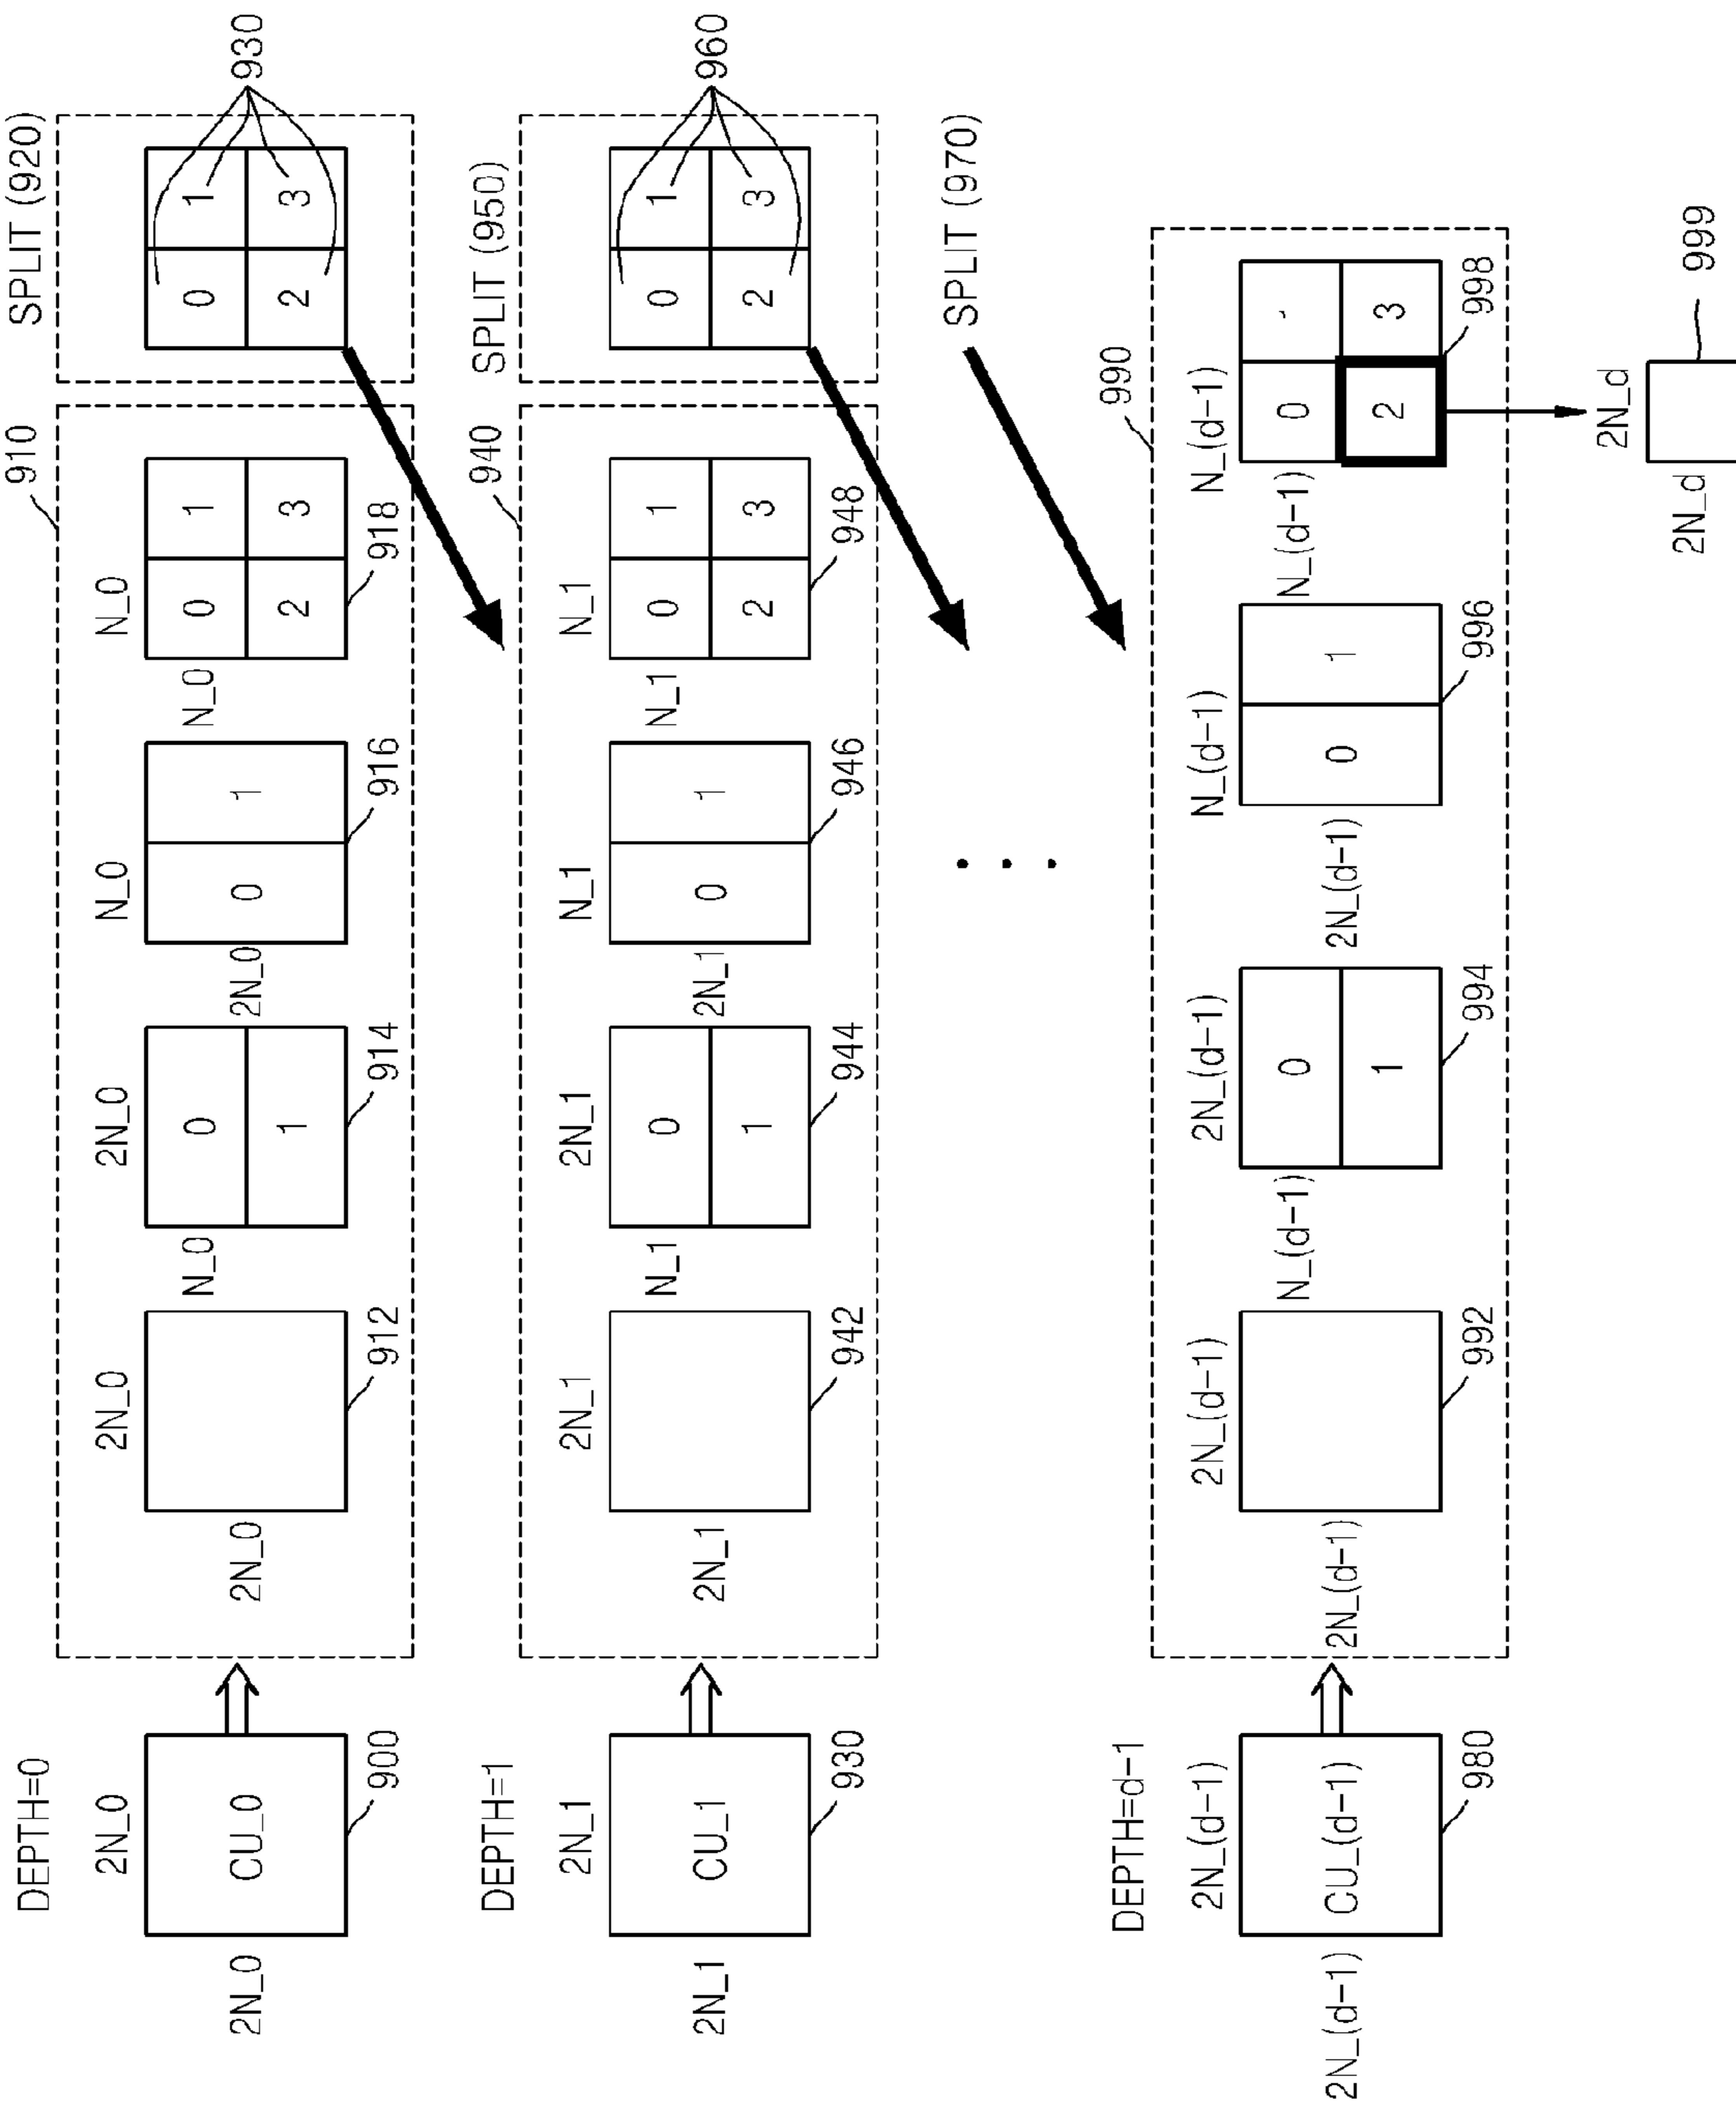 DEPTH=0
2N_0
2N_0
CU_0
900
910
2N_0
2N_0
912
2N_0
N_0
0
1
914
N_0
2N_0
0
1
916
N_0
N_0
0
1
2
3
918
SPLIT (920)
0
1
2
3
930
DEPTH=1
2N_1
2N_1
CU_1
930
940
2N_1
2N_1
942
2N_1
N_1
0
1
944
N_1
2N_1
0
1
946
N_1
N_1
0
1
2
3
948
SPLIT (950)
0
1
2
3
960
SPLIT (970)
DEPTH=d-1
2N_(d-1)
2N_(d-1)
CU_(d-1)
980
990
2N_(d-1)
2N_(d-1)
992
2N_(d-1)
N_(d-1)
0
1
994
N_(d-1)
2N_(d-1)
0
1
996
N_(d-1)
N_(d-1)
0
2
3
998
2N_d
2N_d
999